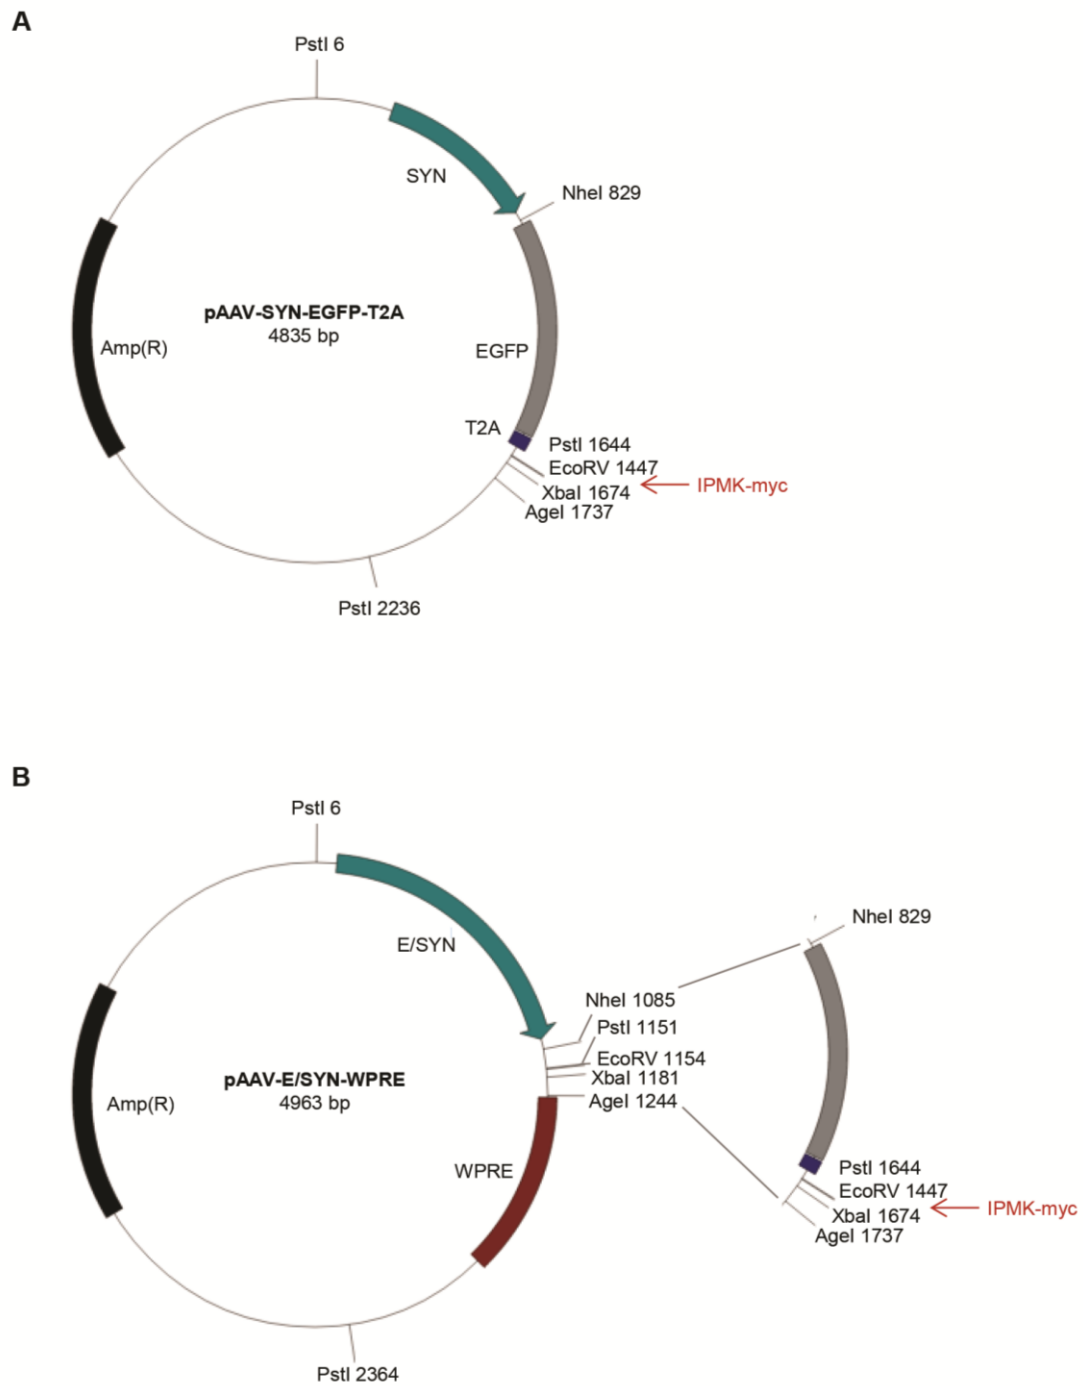 A
PstI 6
SYN
NheI 829
pAAV-SYN-EGFP-T2A
4835 bp
Amp(R)
EGFP
T2A
PstI 1644
EcoRV 1447
XbaI 1674
IPMK-myc
AgeI 1737
PstI 2236
B
PstI 6
E/SYN
NheI 829
NheI 1085
PstI 1151
EcoRV 1154
XbaI 1181
AgeI 1244
pAAV-E/SYN-WPRE
4963 bp
Amp(R)
WPRE
PstI 1644
EcoRV 1447
XbaI 1674
IPMK-myc
AgeI 1737
PstI 2364